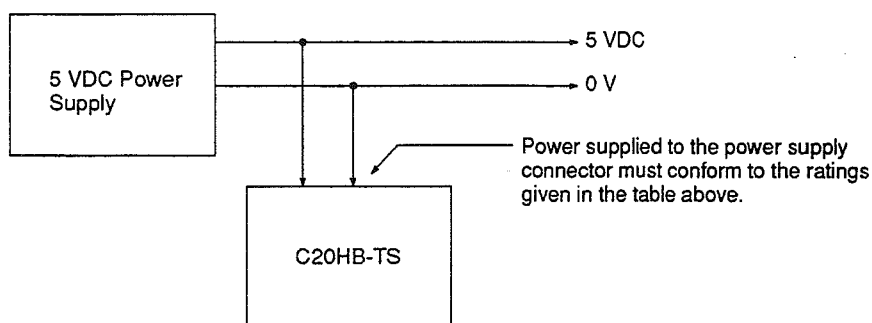 5 VDC
5 VDC Power
Supply
0 V
Power supplied to the power supply
connector must conform to the ratings
given in the table above.
C20HB-TS